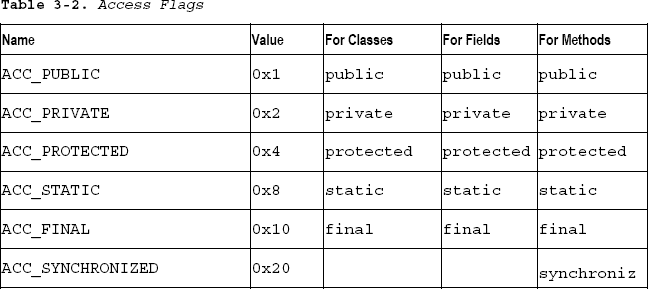 Table 3-2. Access Flags
Name Value For Classes For Fields For Methods
ACC_PUBLIC 0x1 public public public
ACC_PRIVATE 0x2 private private private
ACC_PROTECTED 0x4 protected protected protected
ACC_STATIC 0x8 static static static
ACC_FINAL 0x10 final final final
ACC_SYNCHRONIZED 0x20 synchroniz